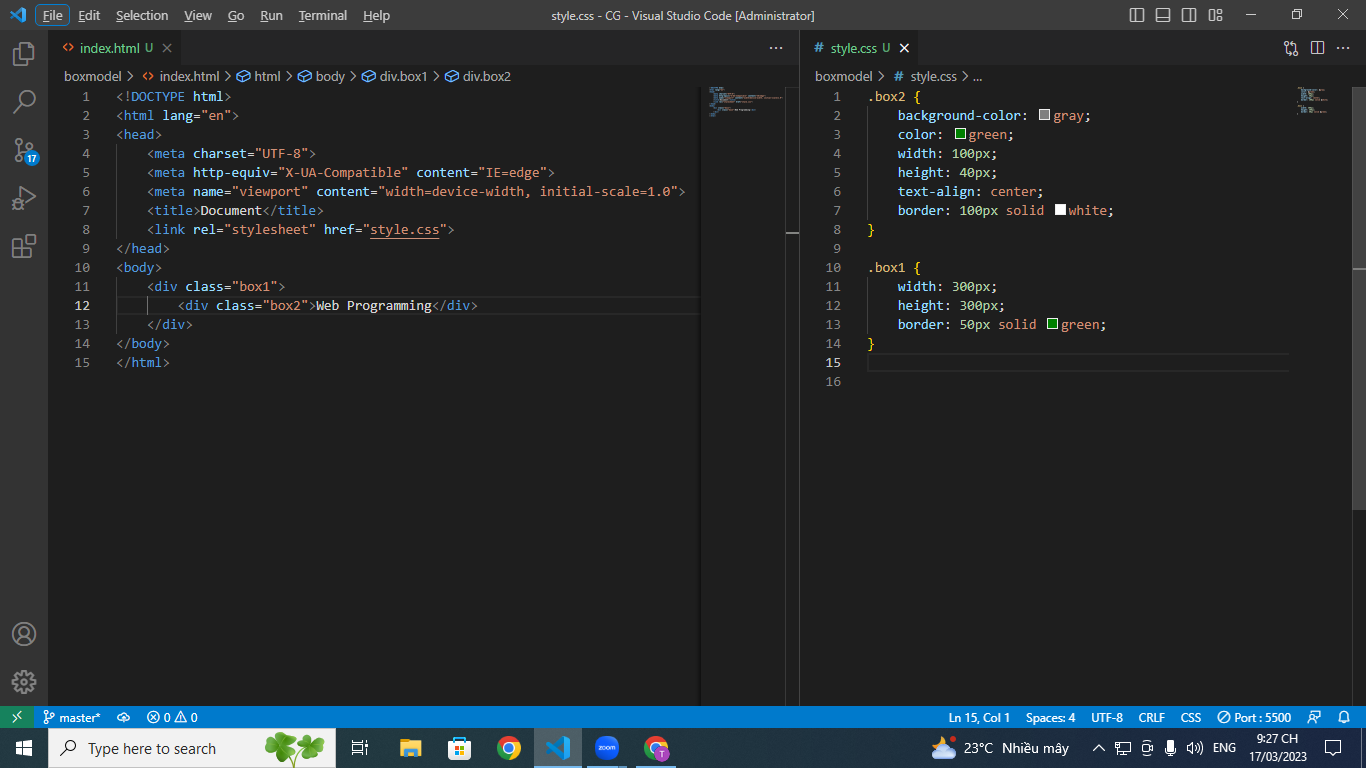 File Edit Selection View Go Run Terminal Help style.css - CG - Visual Studio Code [Administrator]
index.html U
boxmodel > index.html > html > body > div.box1 > div.box2
1 <!DOCTYPE html>
2 <html lang="en">
3 <head>
4 <meta charset="UTF-8">
5 <meta http-equiv="X-UA-Compatible" content="IE=edge">
6 <meta name="viewport" content="width=device-width, initial-scale=1.0">
7 <title>Document</title>
8 <link rel="stylesheet" href="style.css">
9 </head>
10 <body>
11 <div class="box1">
12 <div class="box2">Web Programming</div>
13 </div>
14 </body>
15 </html>
# style.css U
boxmodel > # style.css > ...
1 .box2 {
2 background-color: gray;
3 color: green;
4 width: 100px;
5 height: 40px;
6 text-align: center;
7 border: 100px solid white;
8 }
9
10 .box1 {
11 width: 300px;
12 height: 300px;
13 border: 50px solid green;
14 }
15
16
17
master* 0 0 Ln 15, Col 1 Spaces: 4 UTF-8 CRLF CSS Port : 5500
Type here to search zoom T 23°C Nhiều mây ENG 9:27 CH
17/03/2023